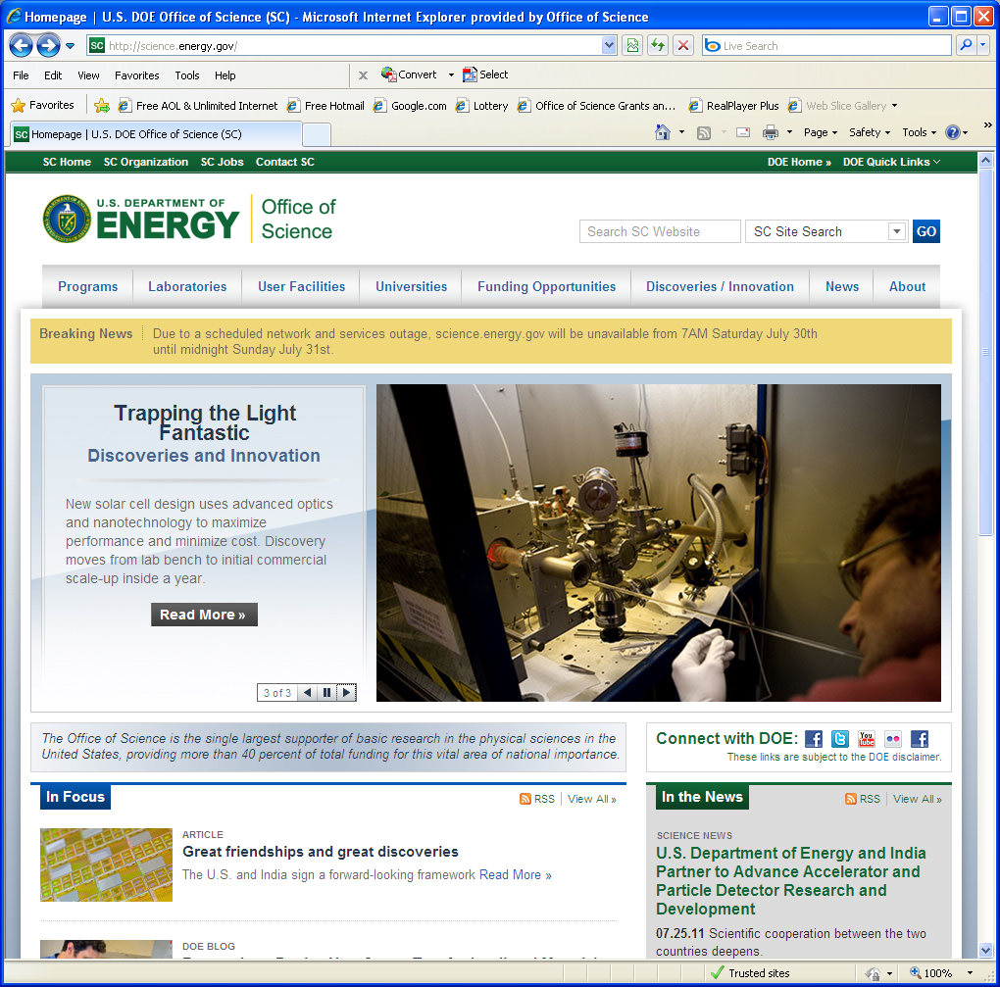 Homepage | U.S. DOE Office of Science (SC) - Microsoft Internet Explorer provided by Office of Science
SC http://science.energy.gov/
Live Search
File Edit View Favorites Tools Help
Convert Select
Favorites
Free AOL & Unlimited Internet Free Hotmail Google.com Lottery Office of Science Grants an... RealPlayer Plus Web Slice Gallery
SC Homepage | U.S. DOE Office of Science (SC)
Page Safety Tools
SC Home SC Organization SC Jobs Contact SC DOE Home » DOE Quick Links
U.S. DEPARTMENT OF
ENERGY
Office of
Science
Search SC Website SC Site Search GO
Programs Laboratories User Facilities Universities Funding Opportunities Discoveries / Innovation News About
Breaking News
Due to a scheduled network and services outage, science.energy.gov will be unavailable from 7AM Saturday July 30th
until midnight Sunday July 31st.
Trapping the Light
Fantastic
Discoveries and Innovation
New solar cell design uses advanced optics
and nanotechnology to maximize
performance and minimize cost. Discovery
moves from lab bench to initial commercial
scale-up inside a year.
Read More »
3 of 3
The Office of Science is the single largest supporter of basic research in the physical sciences in the
United States, providing more than 40 percent of total funding for this vital area of national importance.
Connect with DOE:
You Tube
These links are subject to the DOE disclaimer.
In Focus
RSS View All »
ARTICLE
Great friendships and great discoveries
The U.S. and India sign a forward-looking framework Read More »
DOE BLOG
In the News
RSS View All »
SCIENCE NEWS
U.S. Department of Energy and India
Partner to Advance Accelerator and
Particle Detector Research and
Development
07.25.11 Scientific cooperation between the two
countries deepens.
Trusted sites 100%